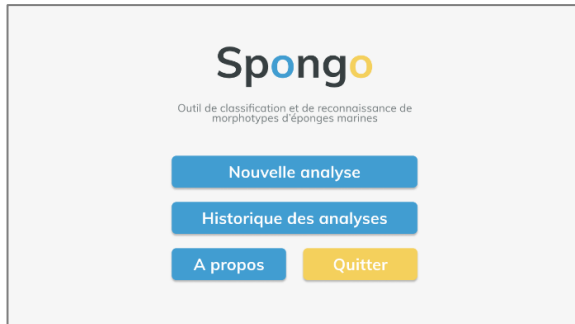 Spongo
Outil de classification et de reconnaissance de
morphotypes d'éponges marines
Nouvelle analyse
Historique des analyses
A propos
Quitter